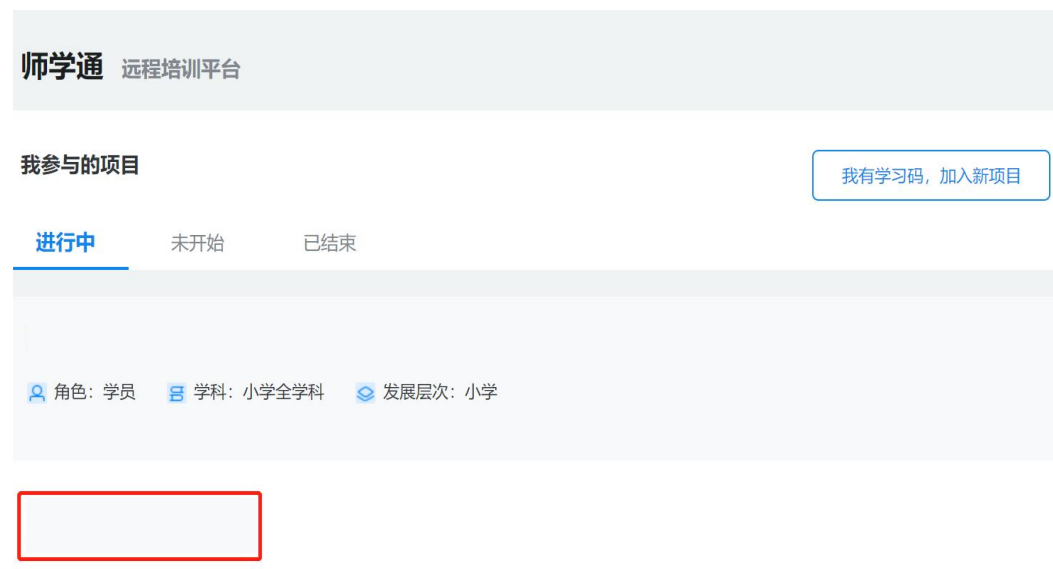 师学通 远程培训平台
我参与的项目
我有学习码，加入新项目
进行中 未开始 已结束
角色：学员 学科：小学全学科 发展层次：小学